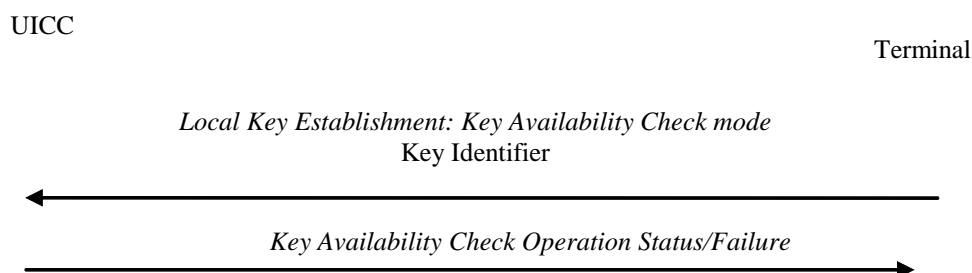 UICC
Terminal
Local Key Establishment: Key Availability Check mode
Key Identifier
Key Availability Check Operation Status/Failure